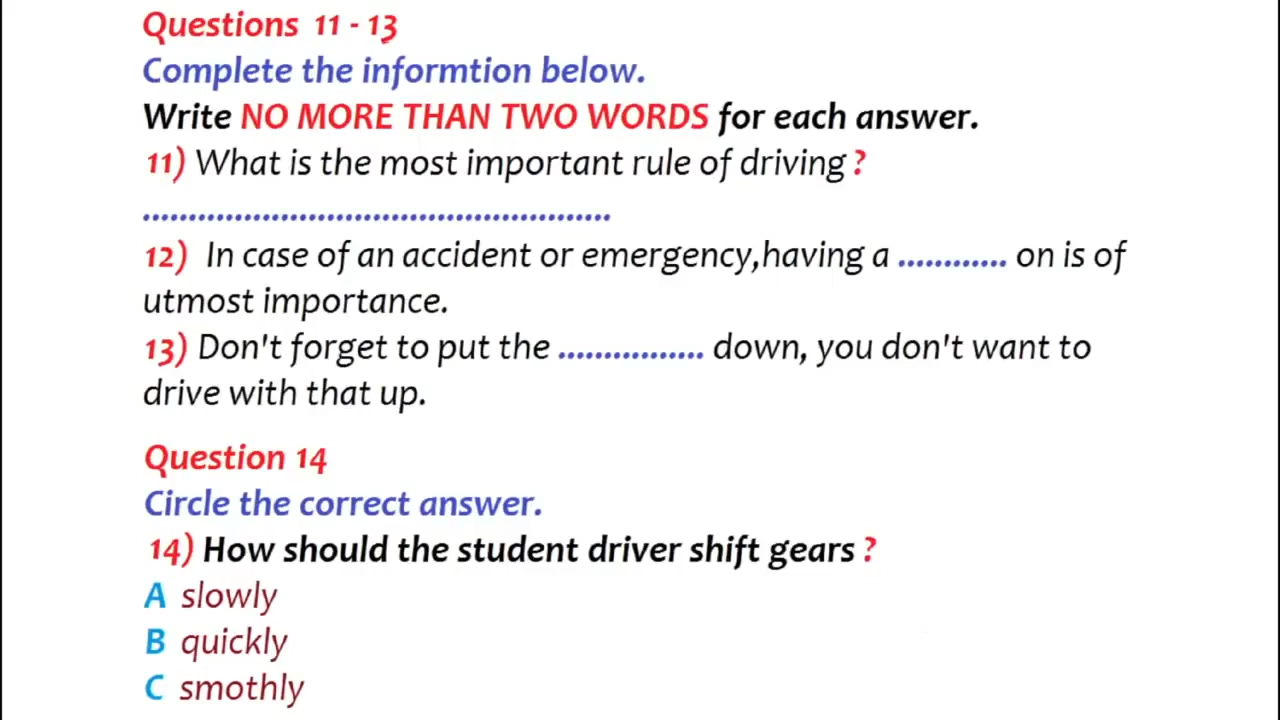 Questions 11 - 13
Complete the informtion below.
Write NO MORE THAN TWO WORDS for each answer.
11) What is the most important rule of driving ?
....................................................
12) In case of an accident or emergency,having a ............ on is of
utmost importance.
13) Don't forget to put the ................ down, you don't want to
drive with that up.
Question 14
Circle the correct answer.
14) How should the student driver shift gears ?
A slowly
B quickly
C smothly